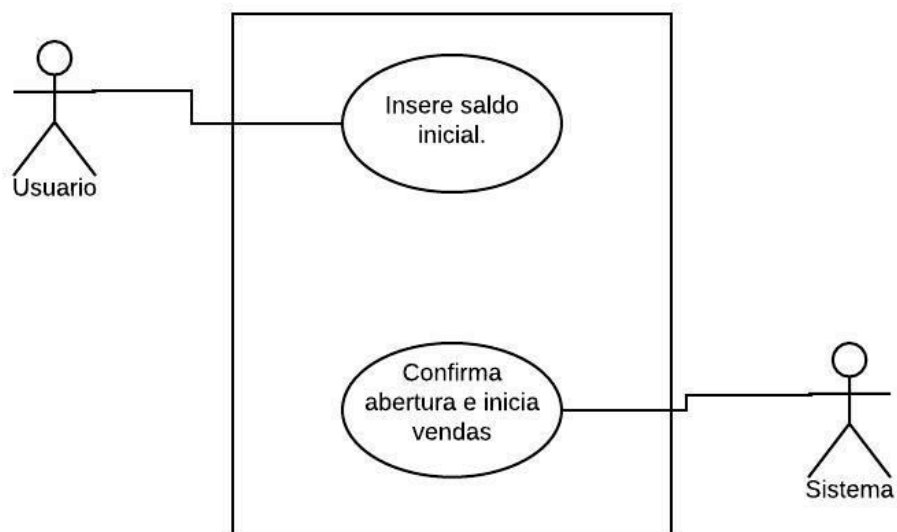 Insere saldo
inicial.
Usuario
Confirma
abertura e inicia
vendas
Sistema